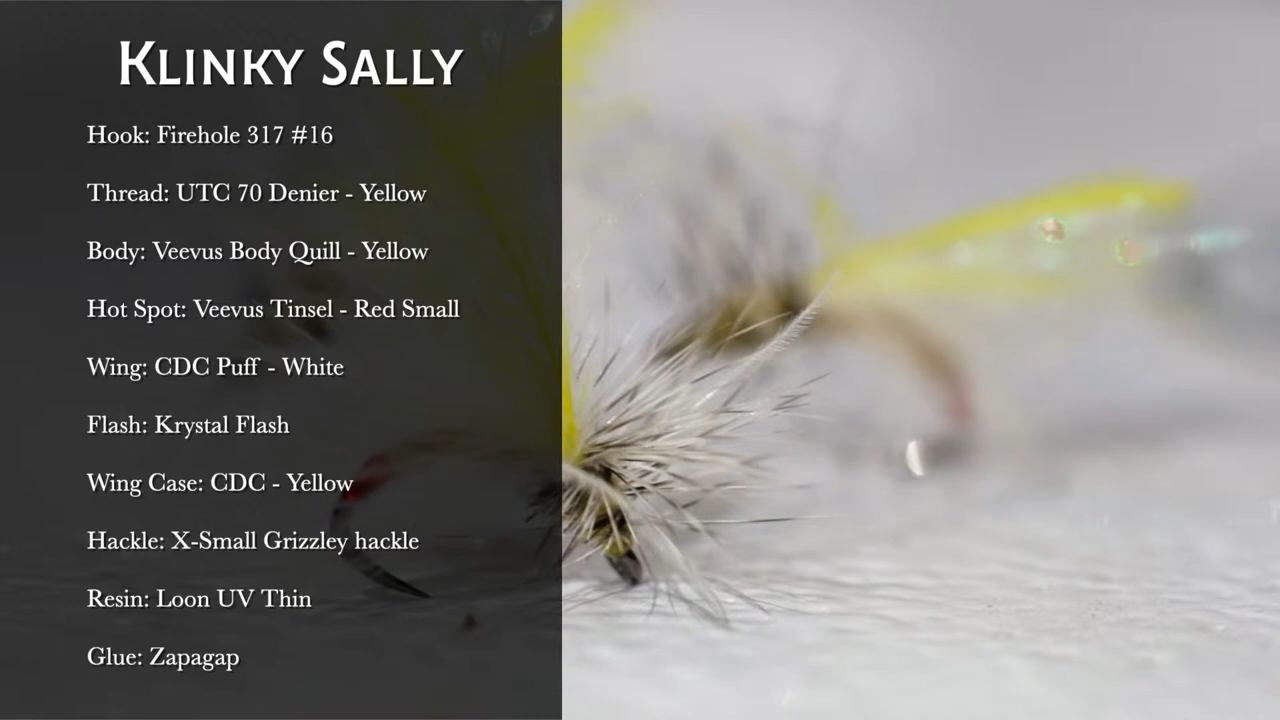 Klinky Sally
Hook: Firehole 317 #16
Thread: UTC 70 Denier - Yellow
Body: Veevus Body Quill - Yellow
Hot Spot: Veevus Tinsel - Red Small
Wing: CDC Puff - White
Flash: Krystal Flash
Wing Case: CDC - Yellow
Hackle: X-Small Grizzley hackle
Resin: Loon UV Thin
Glue: Zapagap